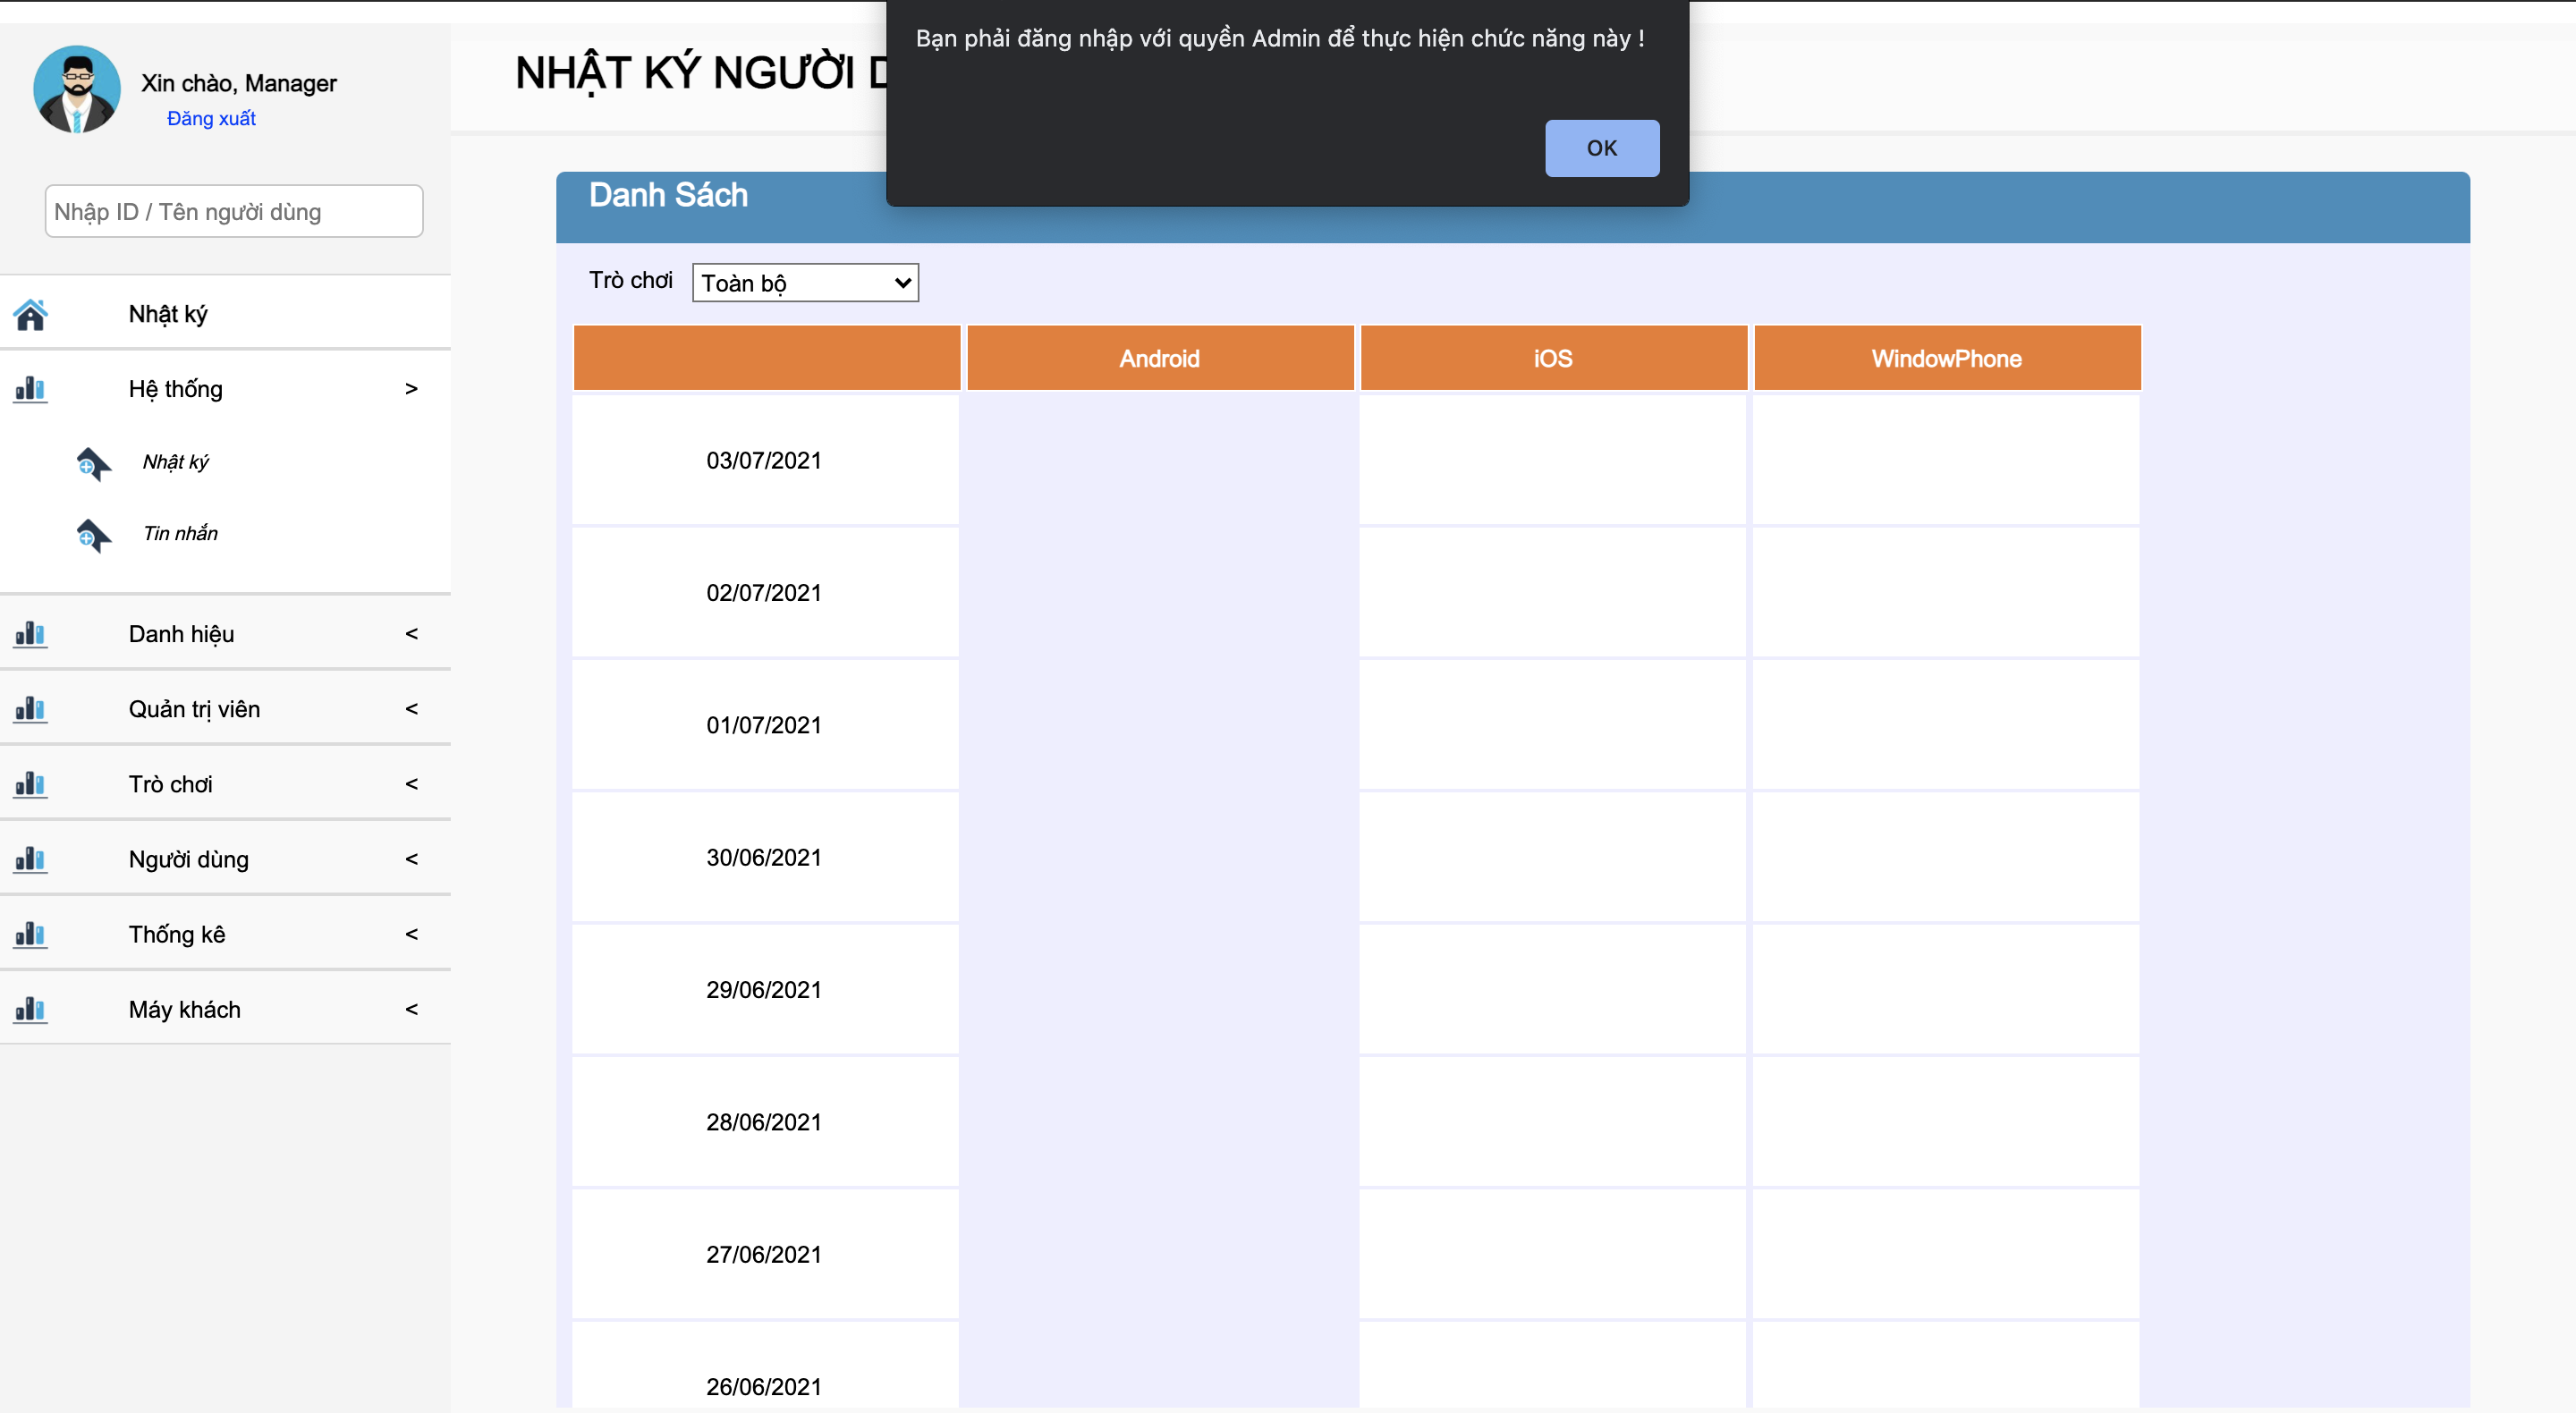 Bạn phải đăng nhập với quyền Admin để thực hiện chức năng này !
OK
Xin chào, Manager
Đăng xuất
Nhập ID / Tên người dùng
Nhật ký
Hệ thống >
Nhật ký
Tin nhắn
Danh hiệu <
Quản trị viên <
Trò chơi <
Người dùng <
Thống kê <
Máy khách <
NHẬT KÝ NGƯỜI
Danh Sách
Trò chơi Toàn bộ
Android iOS WindowPhone
03/07/2021
02/07/2021
01/07/2021
30/06/2021
29/06/2021
28/06/2021
27/06/2021
26/06/2021